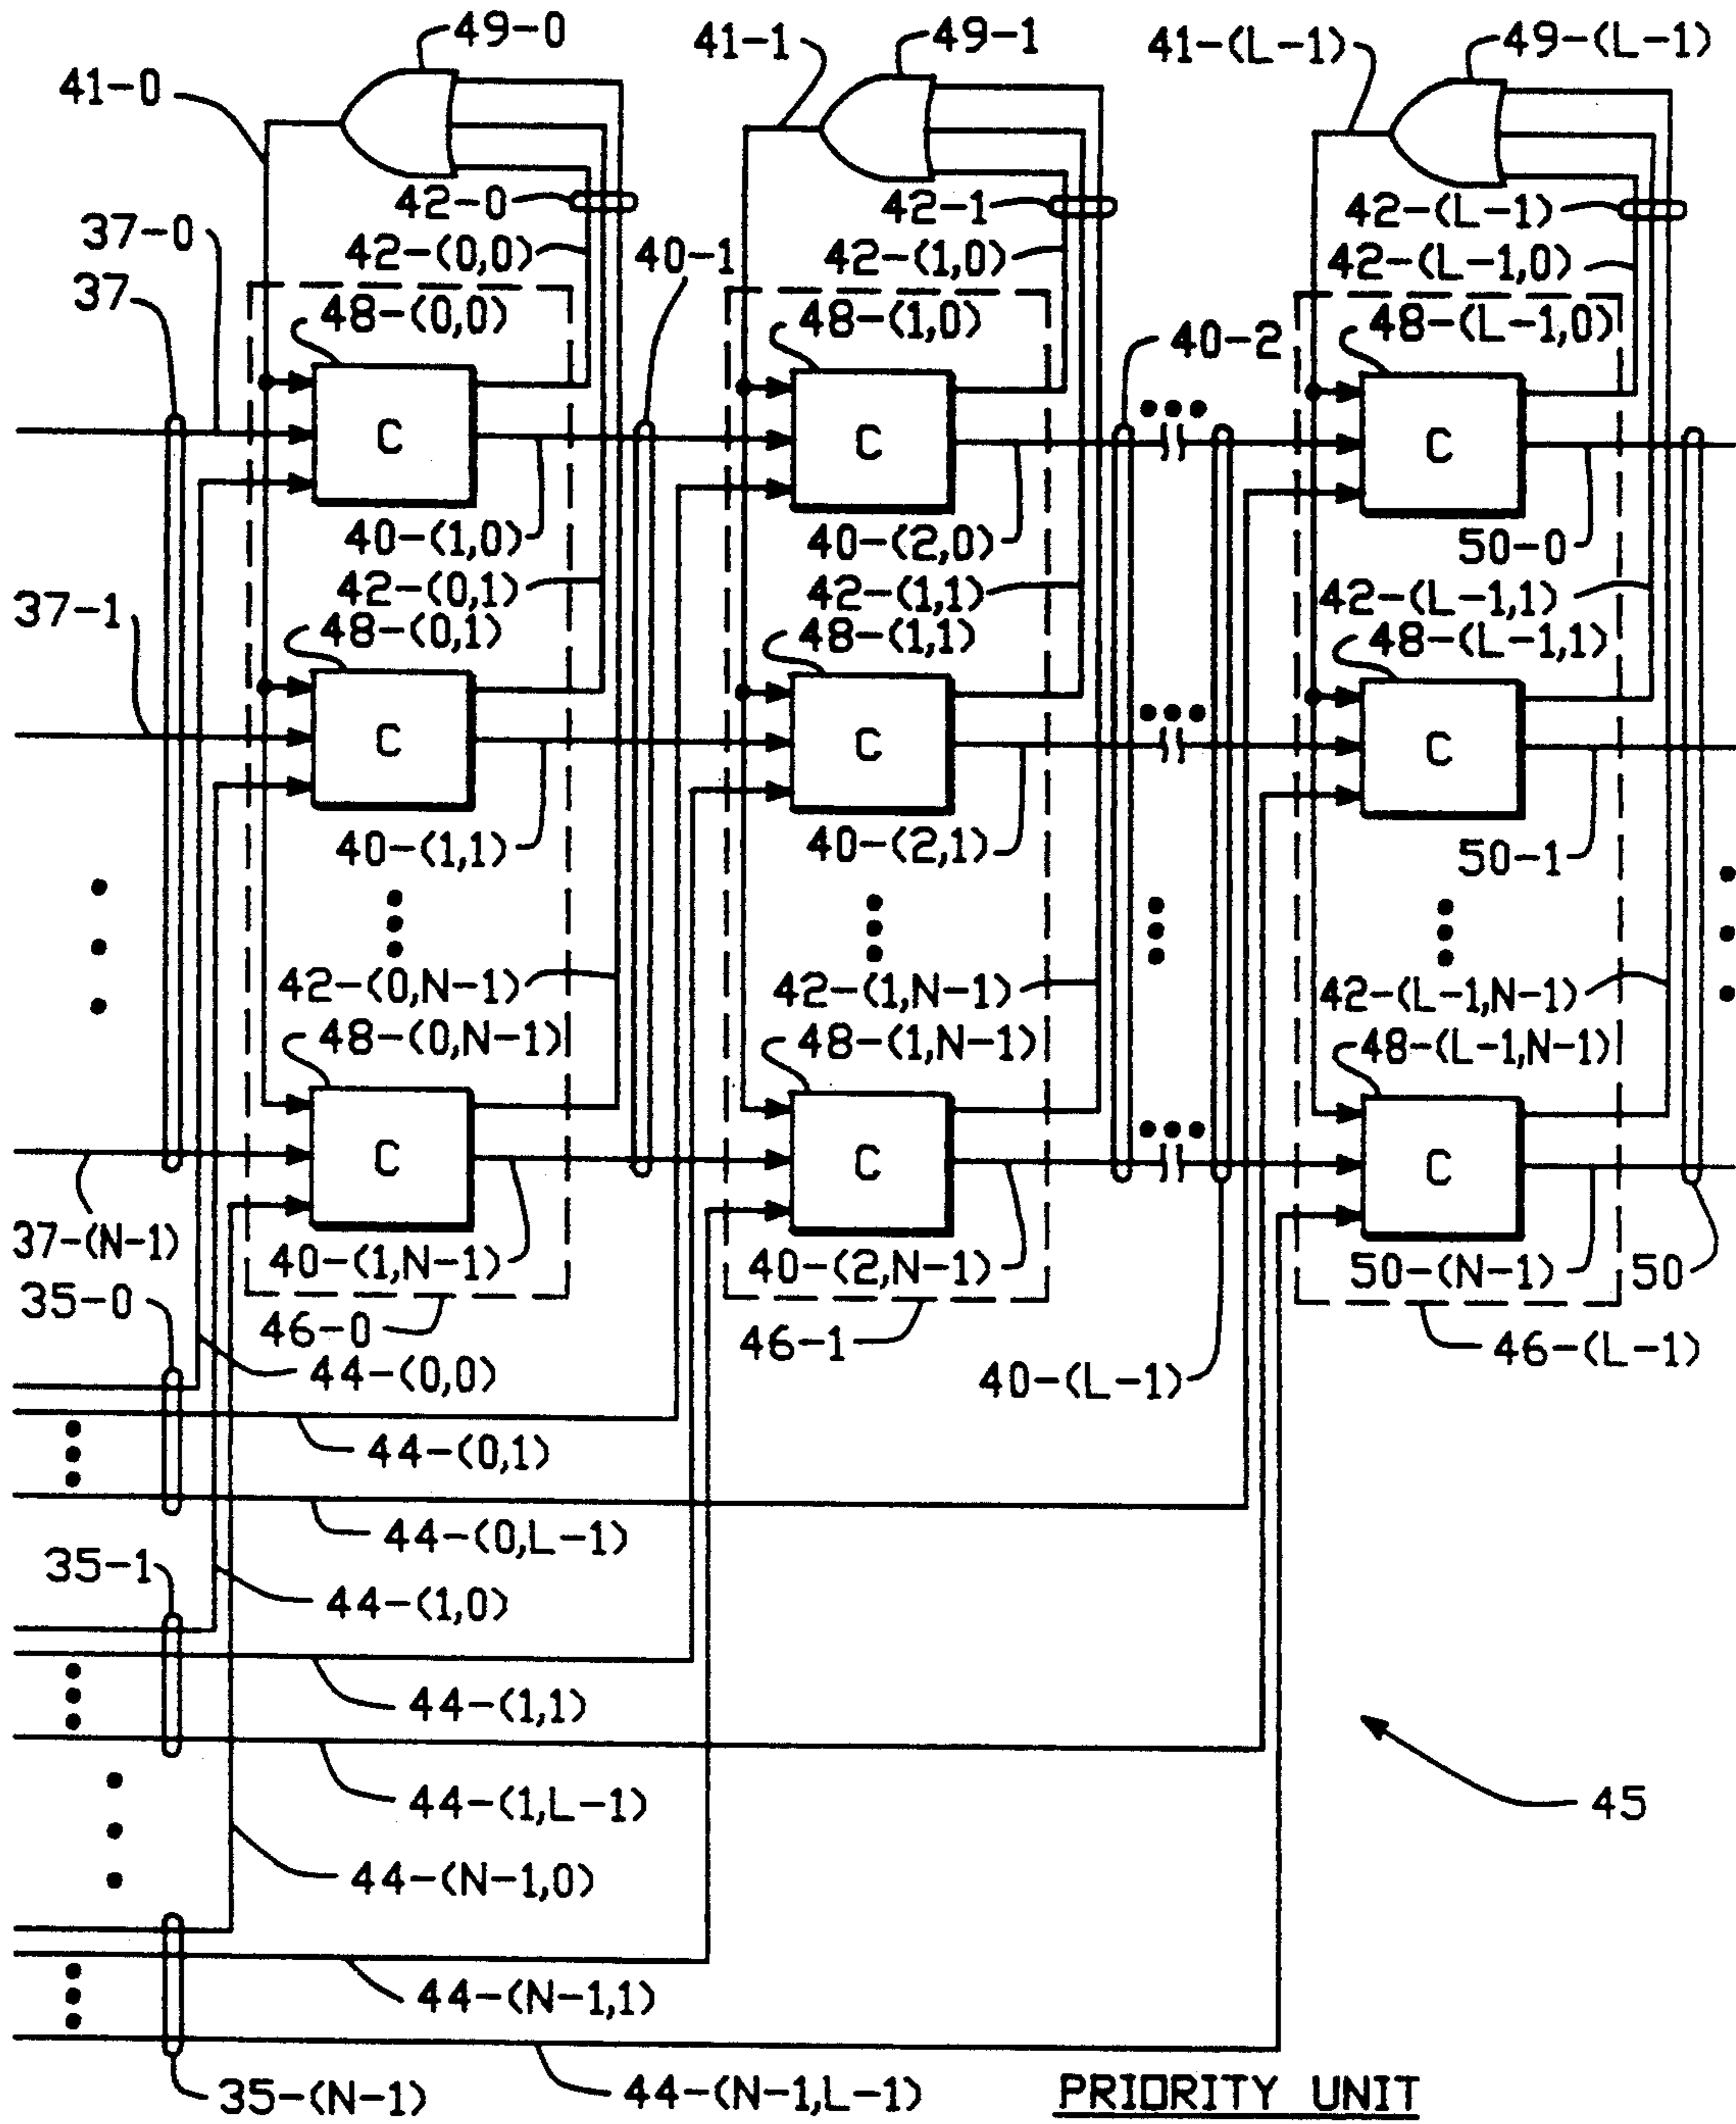 49-0
41-1
49-1
41-(L-1)
49-(L-1)
41-0
42-0
42-1
42-(L-1)
37-0
42-(0,0)
40-1
42-(1,0)
42-(L-1,0)
37
48-(0,0)
48-(1,0)
40-2
48-(L-1,0)
C
C
C
40-(1,0)
40-(2,0)
50-0
42-(0,1)
42-(1,1)
42-(L-1,1)
37-1
48-(0,1)
48-(1,1)
48-(L-1,1)
C
C
C
40-(1,1)
40-(2,1)
50-1
42-(0,N-1)
42-(1,N-1)
42-(L-1,N-1)
48-(0,N-1)
48-(1,N-1)
48-(L-1,N-1)
C
C
C
37-(N-1)
40-(1,N-1)
40-(2,N-1)
50-(N-1)
50
35-0
46-0
46-1
46-(L-1)
44-(0,0)
40-(L-1)
44-(0,1)
44-(0,L-1)
35-1
44-(1,0)
44-(1,1)
44-(1,L-1)
45
44-(N-1,0)
44-(N-1,1)
35-(N-1)
44-(N-1,L-1)
PRIORITY UNIT